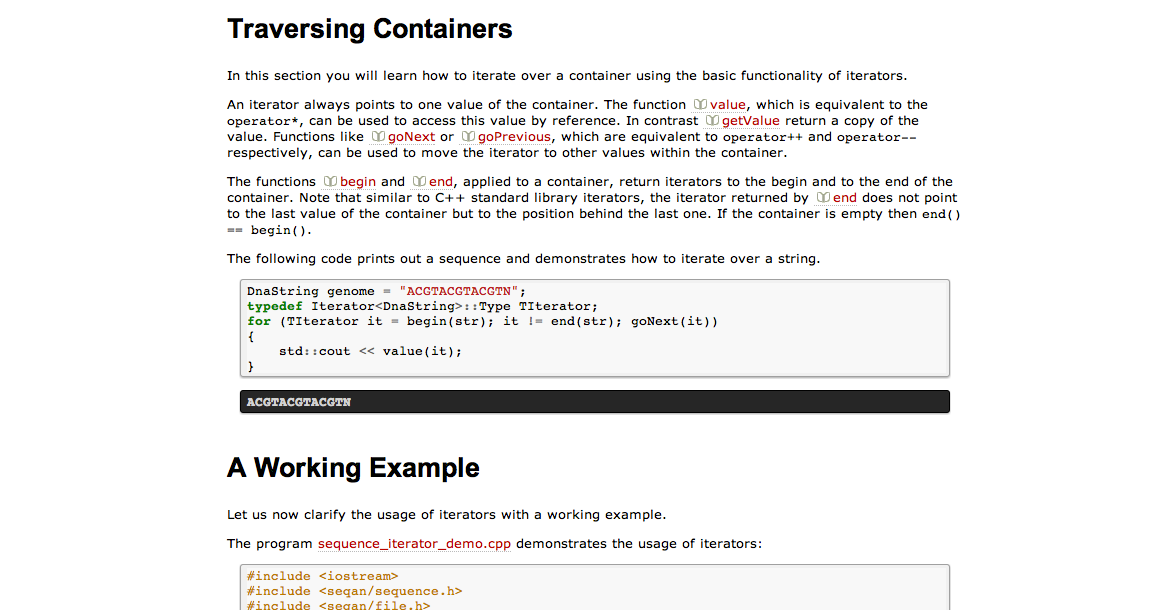 Traversing Containers
In this section you will learn how to iterate over a container using the basic functionality of iterators.
An iterator always points to one value of the container. The function value, which is equivalent to the
operator*, can be used to access this value by reference. In contrast getValue return a copy of the
value. Functions like goNext or goPrevious, which are equivalent to operator++ and operator--
respectively, can be used to move the iterator to other values within the container.
The functions begin and end, applied to a container, return iterators to the begin and to the end of the
container. Note that similar to C++ standard library iterators, the iterator returned by end does not point
to the last value of the container but to the position behind the last one. If the container is empty then end()
== begin().
The following code prints out a sequence and demonstrates how to iterate over a string.
DnaString genome = "ACGTACGTACGTN";
typedef Iterator<DnaString>::Type TIterator;
for (TIterator it = begin(str); it != end(str); goNext(it))
{
    std::cout << value(it);
}
ACGTACGTACGTN
A Working Example
Let us now clarify the usage of iterators with a working example.
The program sequence_iterator_demo.cpp demonstrates the usage of iterators:
#include <iostream>
#include <seqan/sequence.h>
#include <seqan/file.h>